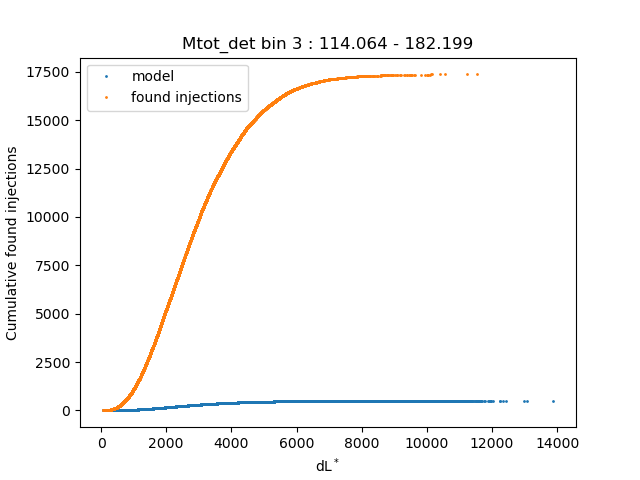 Mtot_det bin 3 : 114.064 - 182.199
model
found injections
Cumulative found injections
17500
15000
12500
10000
7500
5000
2500
0
0 2000 4000 6000 8000 10000 12000 14000
dL*